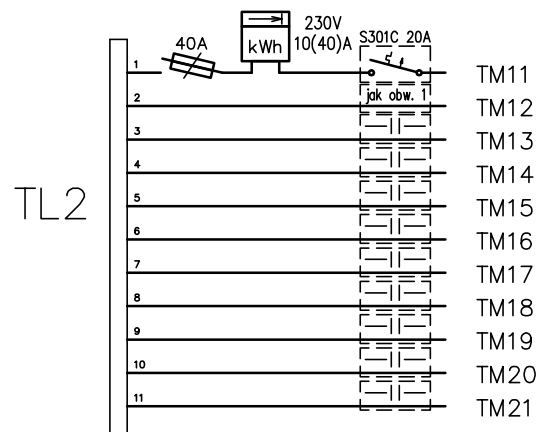 230V
40A
kWh
10(40)A
S301C 20A
1
TM11
jak obw. 1
2
TM12
3
TM13
4
TM14
TL2
5
TM15
6
TM16
7
TM17
8
TM18
9
TM19
10
TM20
11
TM21